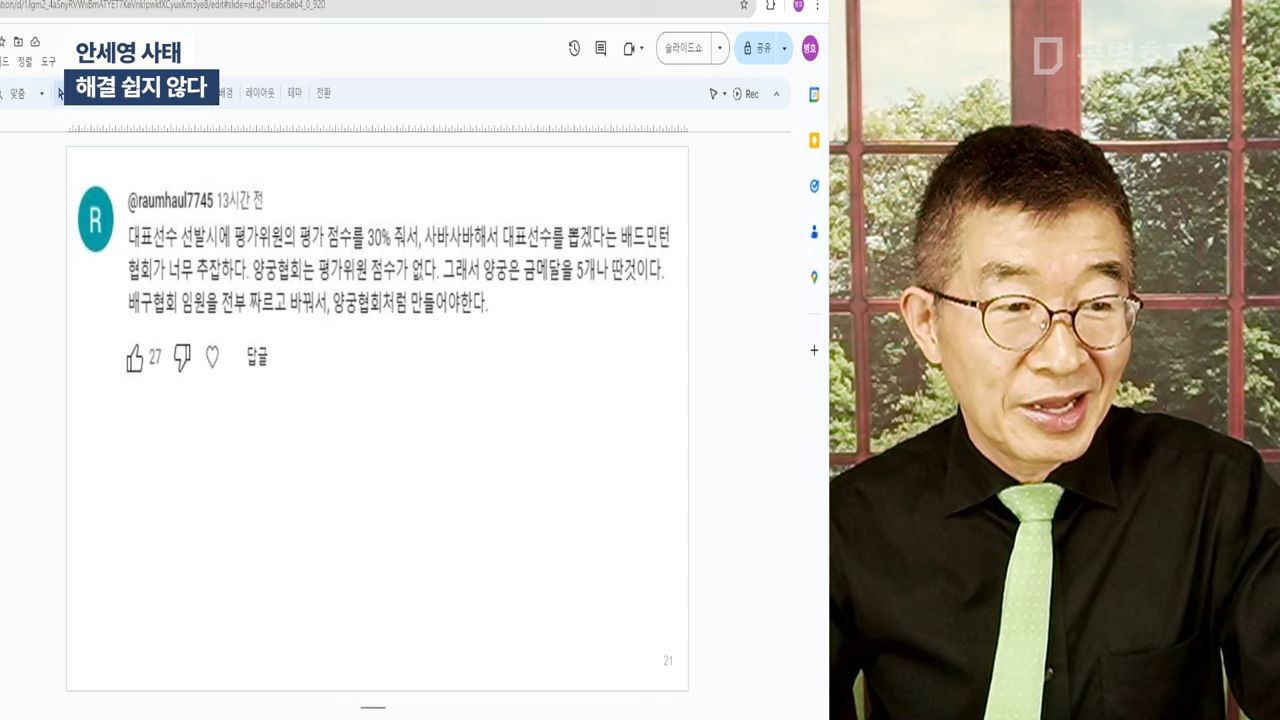 안세영 사태
해결 쉽지 않다
정렬 도구
슬라이드쇼
공유
병호
맞춤
레이아웃 테마 전환
Rec
R
@raumhaul7745 13시간 전
대표선수 선발시에 평가위원의 평가 점수를 30% 줘서, 사바사바해서 대표선수를 뽑겠다는 배드민턴
협회가 너무 추잡하다. 양궁협회는 평가위원 점수가 없다. 그래서 양궁은 금메달을 5개나 딴것이다.
배구협회 임원을 전부 짜르고 바꿔서, 양궁협회처럼 만들어야한다.
27 답글
21